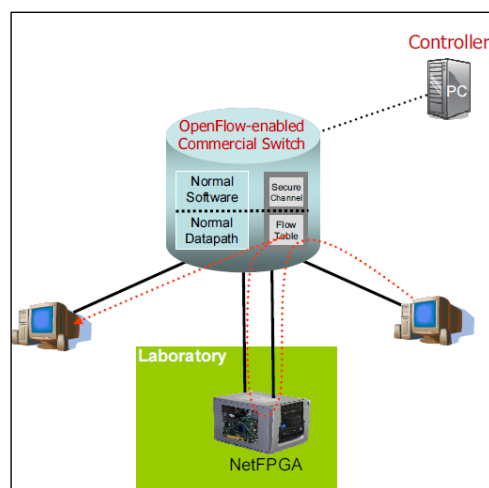 Controller
PC
OpenFlow-enabled
Commercial Switch
Normal
Software
Secure
Channel
Normal
Datapath
Flow
Table
Laboratory
NetFPGA